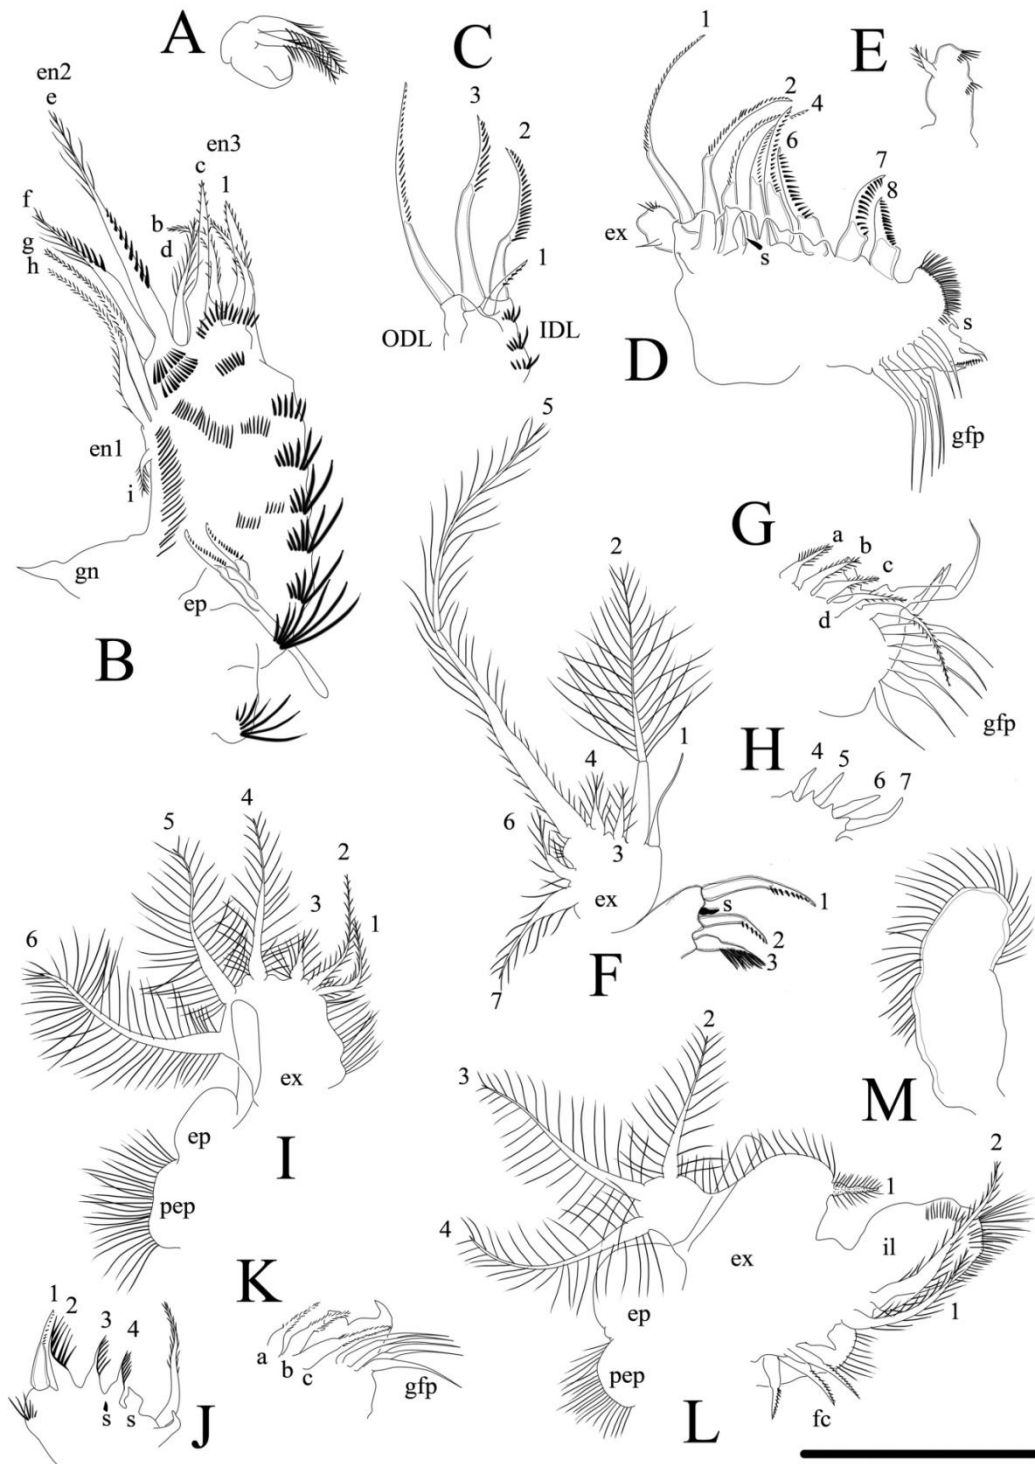 A
en2
e
f
g
h
b
d
c
en3
1
en1
i
gn
ep
B
C
3
2
1
ODL
IDL
1
2
4
6
7
8
ex
s
s
D
gfp
E
5
2
4
1
6
3
ex
7
F
s
1
2
3
G
a
b
c
d
gfp
H
4
5
6
7
5
4
2
3
1
6
ex
ep
I
pep
1
2
3
4
s
s
J
K
a
b
c
gfp
2
3
4
1
ex
ep
pep
L
il
2
1
fc
M